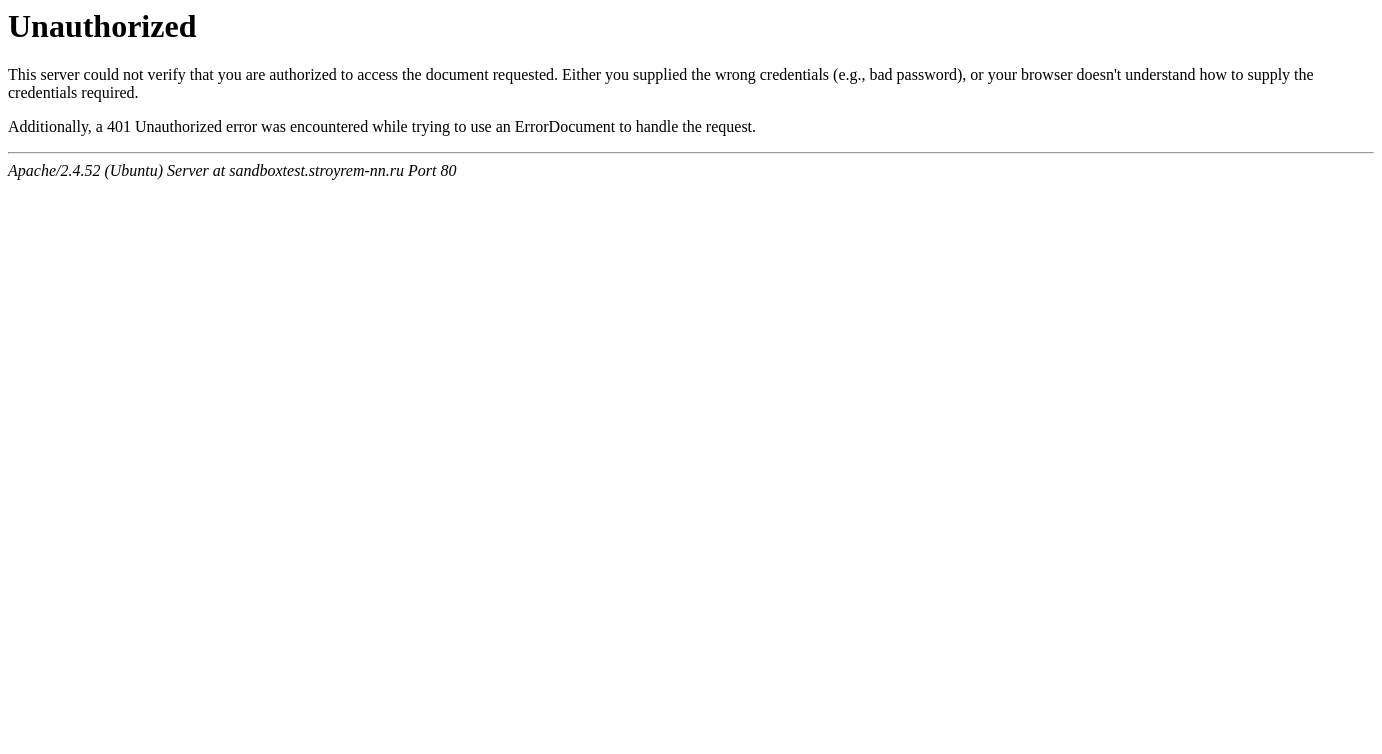 Unauthorized
This server could not verify that you are authorized to access the document requested. Either you supplied the wrong credentials (e.g., bad password), or your browser doesn't understand how to supply the
credentials required.
Additionally, a 401 Unauthorized error was encountered while trying to use an ErrorDocument to handle the request.
Apache/2.4.52 (Ubuntu) Server at sandboxtest.stroyrem-nn.ru Port 80